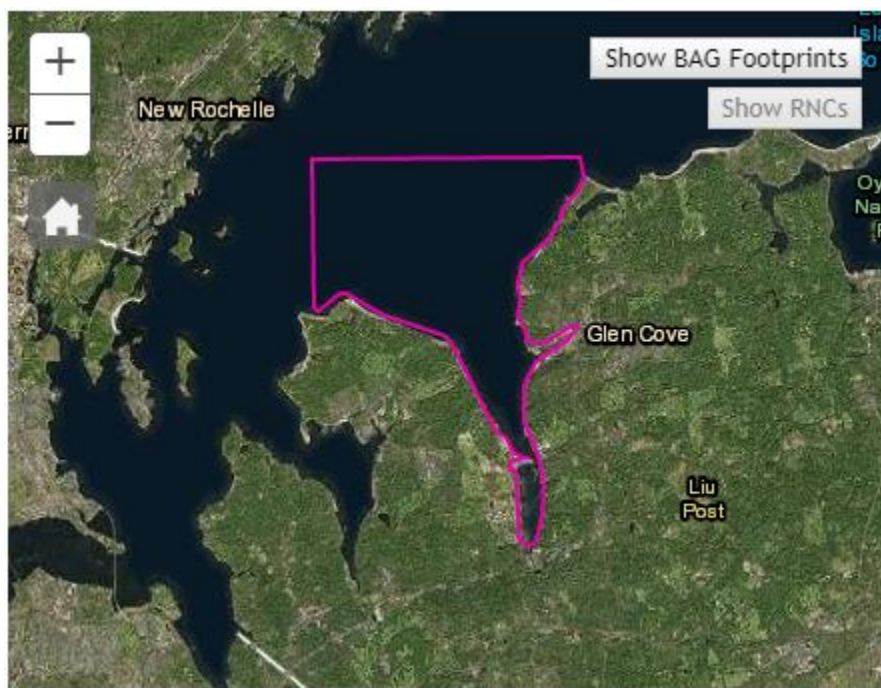 +
Show BAG Footprints
−
New Rochelle
Show RNCs
Glen Cove
Liu
Post